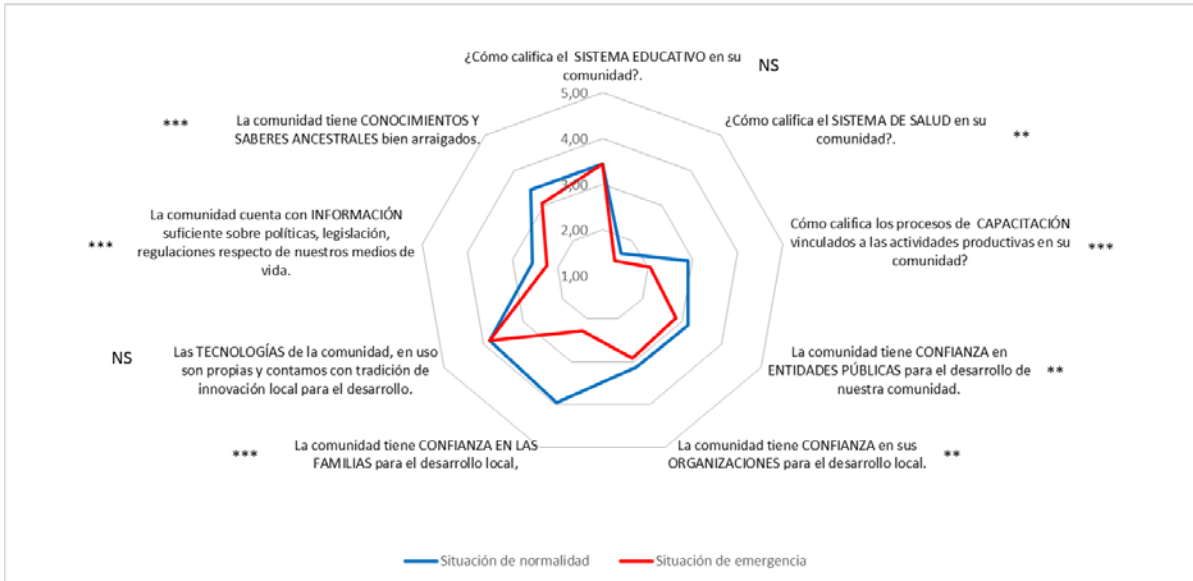 ¿Cómo califica el SISTEMA EDUCATIVO en su
comunidad?.
NS
5,00
4,00
3,00
2,00
1,00
¿Cómo califica el SISTEMA DE SALUD en su
comunidad?.
**
Cómo califica los procesos de CAPACITACIÓN
vinculados a las actividades productivas en su
comunidad?
***
La comunidad tiene CONFIANZA en
ENTIDADES PÚBLICAS para el desarrollo de
nuestra comunidad.
**
La comunidad tiene CONFIANZA en sus
ORGANIZACIONES para el desarrollo local.
**
La comunidad tiene CONFIANZA EN LAS
FAMILIAS para el desarrollo local,
***
Las TECNOLOGÍAS de la comunidad, en uso
son propias y contamos con tradición de
innovación local para el desarrollo.
NS
La comunidad cuenta con INFORMACIÓN
suficiente sobre políticas, legislación,
regulaciones respecto de nuestros medios de
vida.
***
La comunidad tiene CONOCIMIENTOS Y
SABERES ANCESTRALES bien arraigados.
***
Situación de normalidad
Situación de emergencia